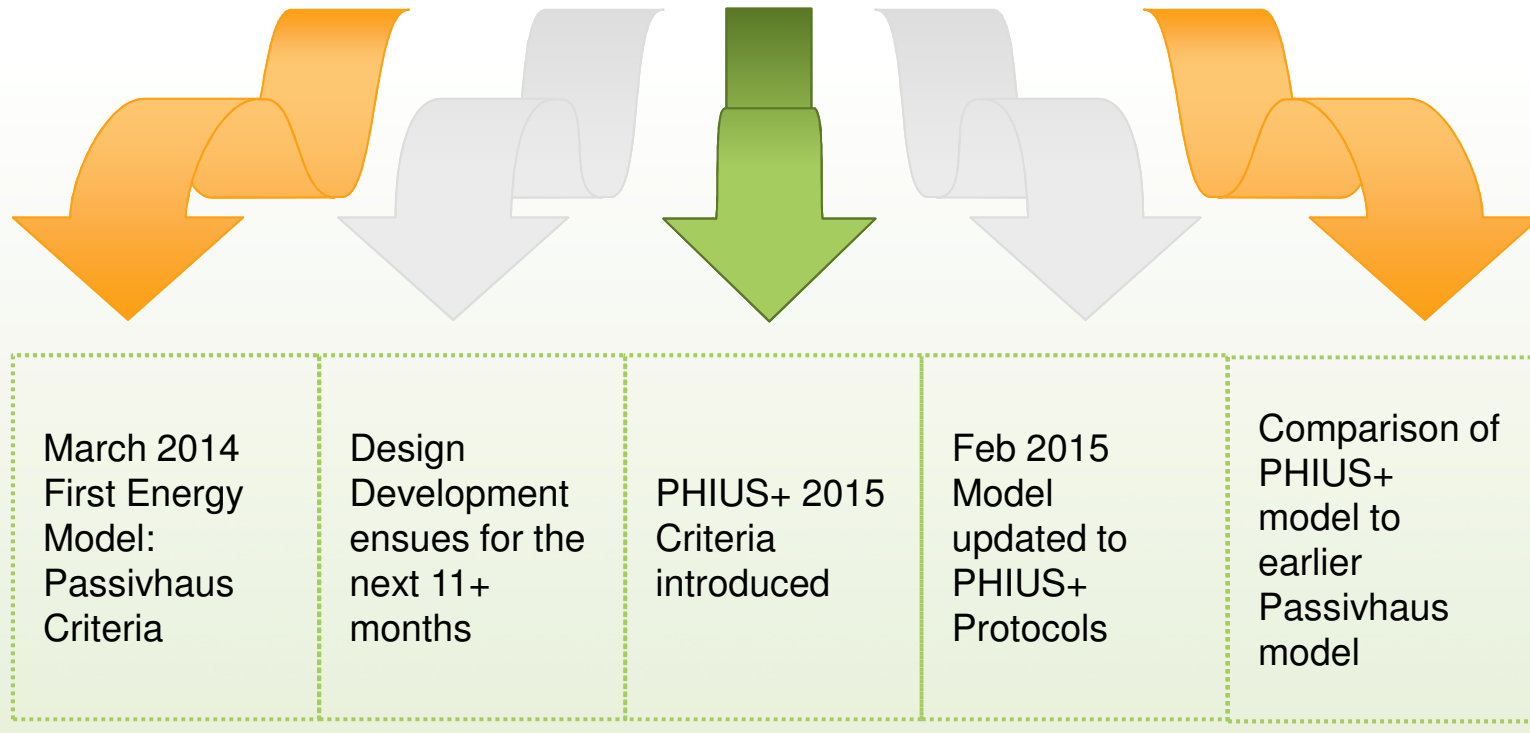 March 2014
First Energy
Model:
Passivhaus
Criteria
Design
Development
ensues for the
next 11+
months
PHIUS+ 2015
Criteria
introduced
Feb 2015
Model
updated to
PHIUS+
Protocols
Comparison of
PHIUS+
model to
earlier
Passivhaus
model